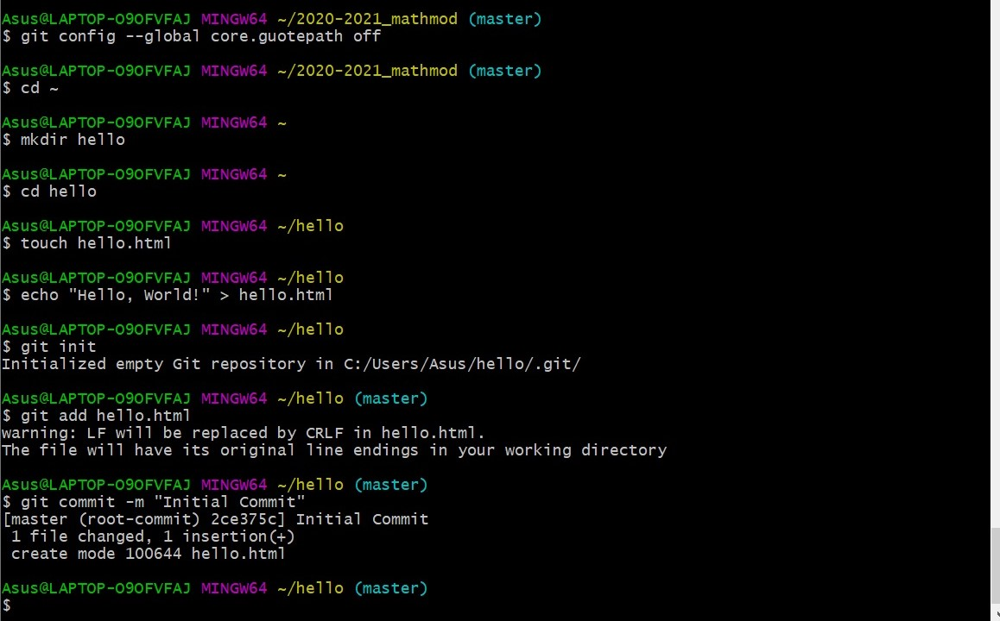 Asus@LAPTOP-O9OFVFAJ MINGW64 ~/2020-2021_mathmod (master)
$ git config --global core.guotepath off
Asus@LAPTOP-O9OFVFAJ MINGW64 ~/2020-2021_mathmod (master)
$ cd ~
Asus@LAPTOP-O9OFVFAJ MINGW64 ~
$ mkdir hello
Asus@LAPTOP-O9OFVFAJ MINGW64 ~
$ cd hello
Asus@LAPTOP-O9OFVFAJ MINGW64 ~/hello
$ touch hello.html
Asus@LAPTOP-O9OFVFAJ MINGW64 ~/hello
$ echo "Hello, World!" > hello.html
Asus@LAPTOP-O9OFVFAJ MINGW64 ~/hello
$ git init
Initialized empty Git repository in C:/Users/Asus/hello/.git/
Asus@LAPTOP-O9OFVFAJ MINGW64 ~/hello (master)
$ git add hello.html
warning: LF will be replaced by CRLF in hello.html.
The file will have its original line endings in your working directory
Asus@LAPTOP-O9OFVFAJ MINGW64 ~/hello (master)
$ git commit -m "Initial Commit"
[master (root-commit) 2ce375c] Initial Commit
 1 file changed, 1 insertion(+)
 create mode 100644 hello.html
Asus@LAPTOP-O9OFVFAJ MINGW64 ~/hello (master)
$